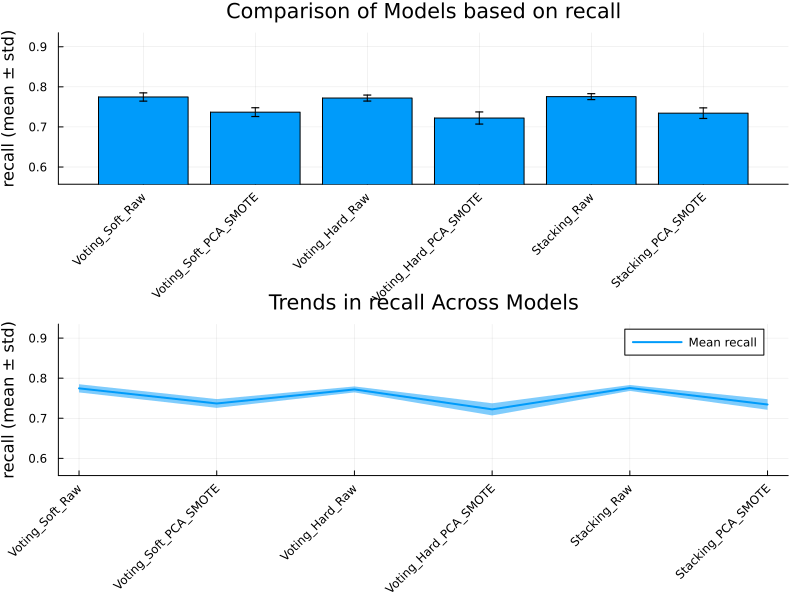 Comparison of Models based on recall
recall (mean ± std)
0.9
0.8
0.7
0.6
Voting_Soft_Raw
Voting_Soft_PCA_SMOTE
Voting_Hard_Raw
Voting_Hard_PCA_SMOTE
Stacking_Raw
Stacking_PCA_SMOTE
Trends in recall Across Models
recall (mean ± std)
0.9
0.8
0.7
0.6
Mean recall
Voting_Soft_Raw
Voting_Soft_PCA_SMOTE
Voting_Hard_Raw
Voting_Hard_PCA_SMOTE
Stacking_Raw
Stacking_PCA_SMOTE